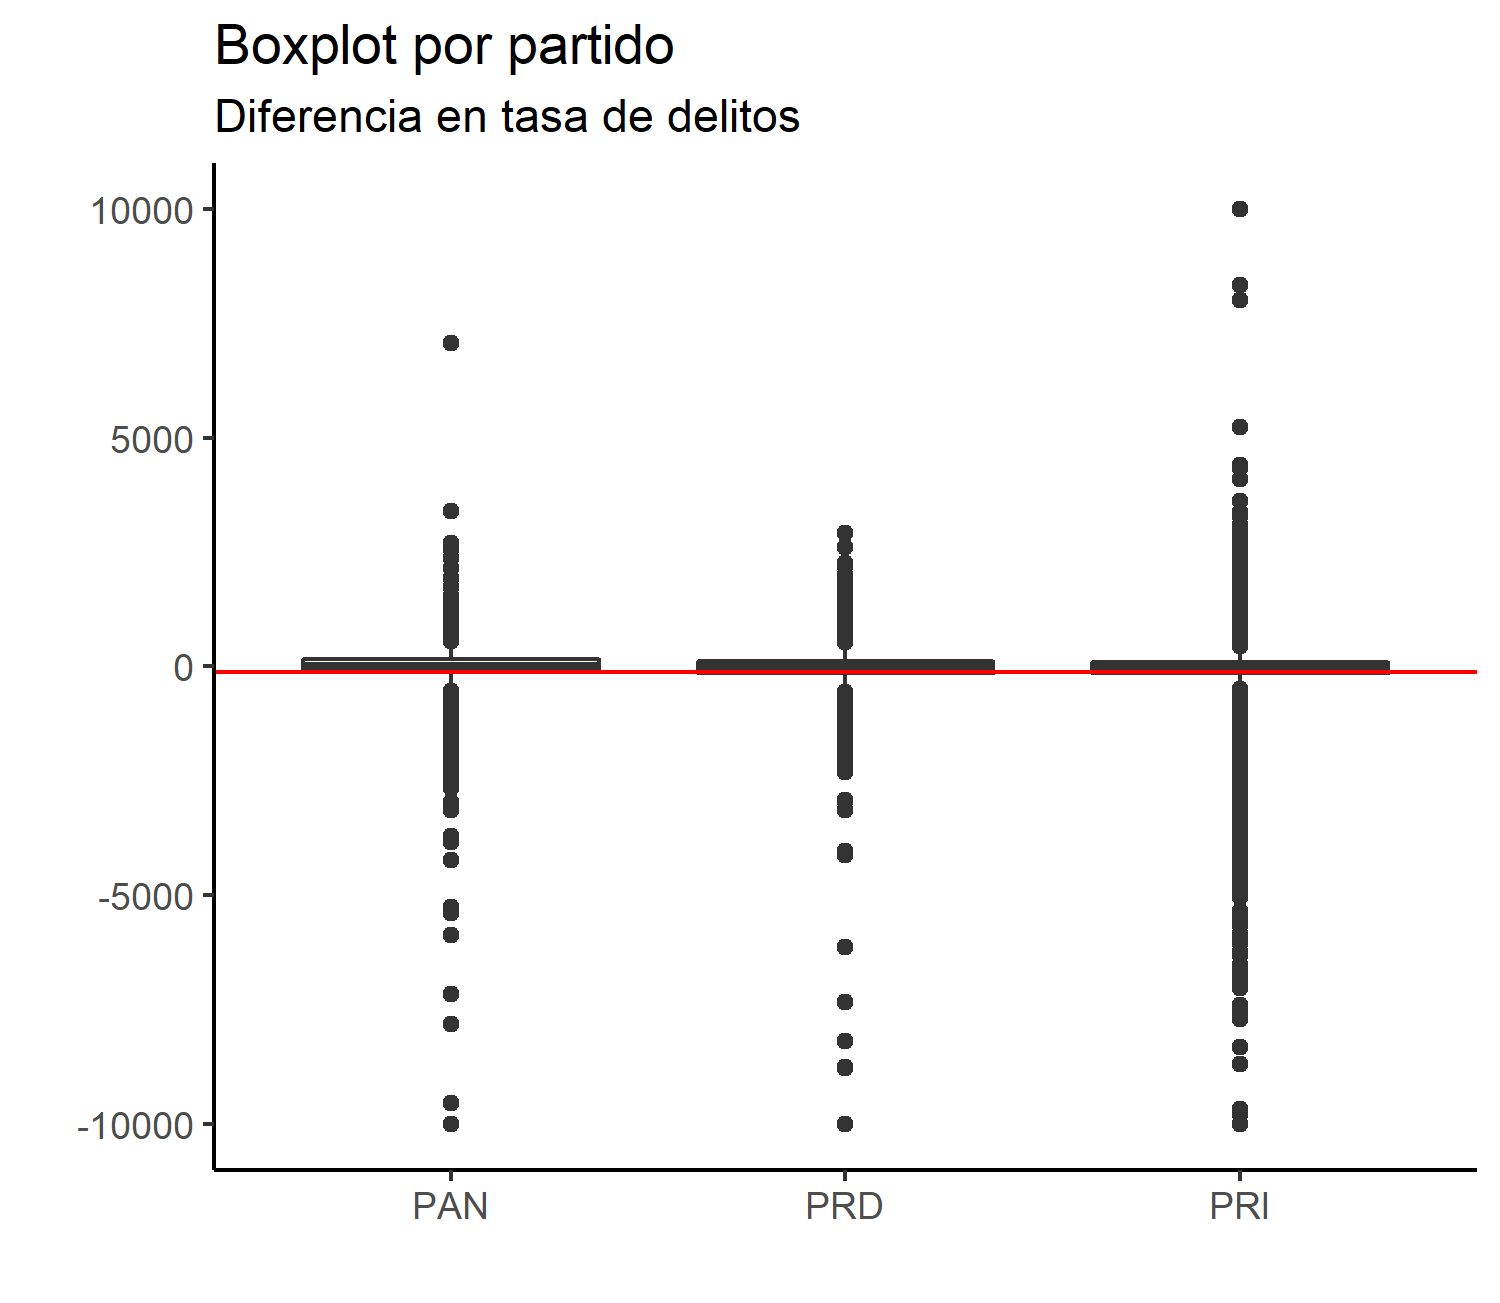 Boxplot por partido
Diferencia en tasa de delitos
10000
5000
0
-5000
-10000
PAN PRD PRI